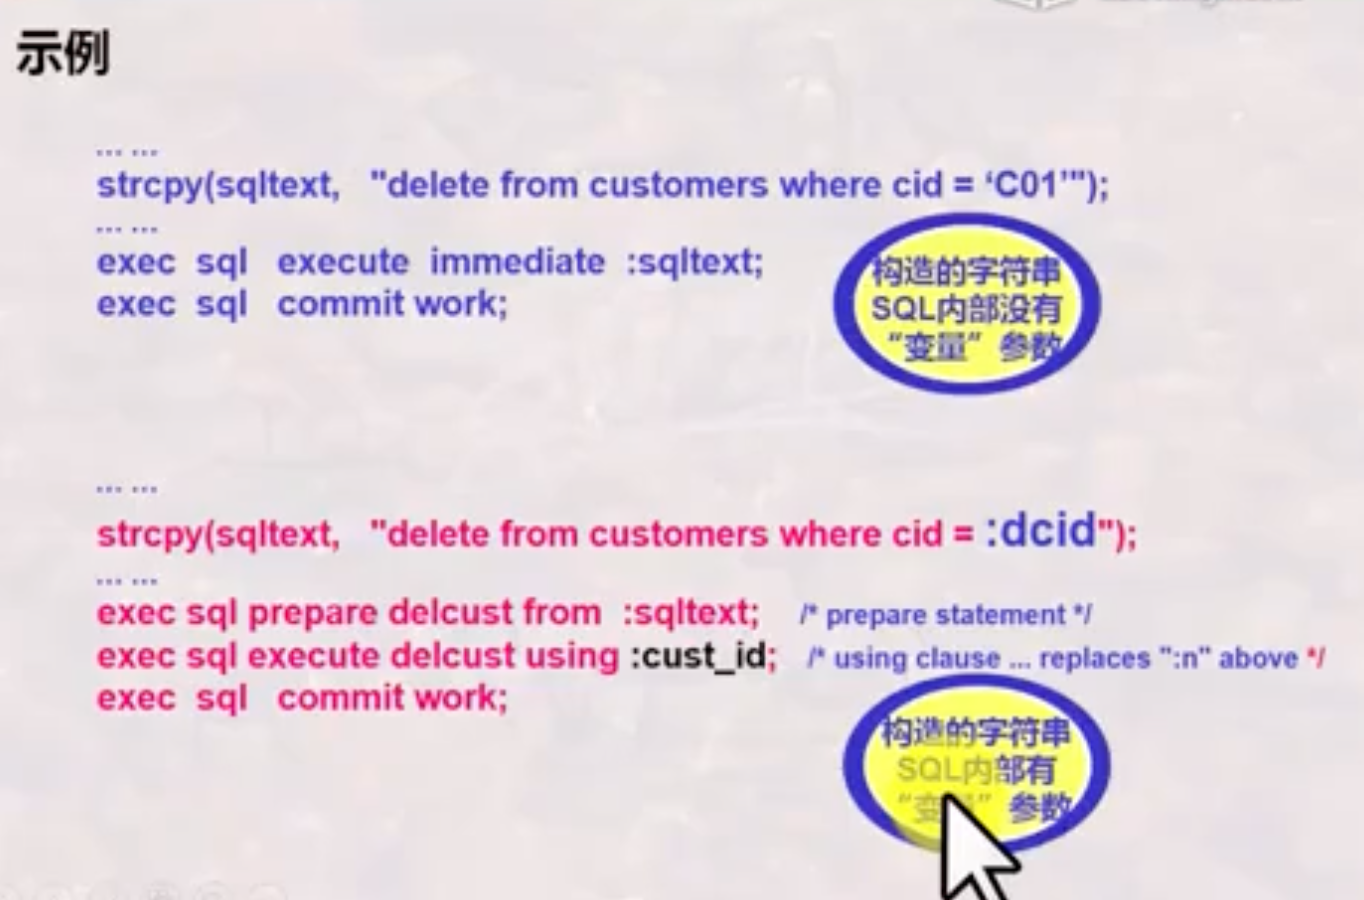 示例
... ...
strcpy(sqltext, "delete from customers where cid = ‘C01’");
... ...
exec sql execute immediate :sqltext;
exec sql commit work;
构造的字符串
SQL内部没有
“变量”参数
... ...
strcpy(sqltext, "delete from customers where cid = :dcid");
... ...
exec sql prepare delcust from :sqltext; /* prepare statement */
exec sql execute delcust using :cust_id; /* using clause ... replaces ":n" above */
exec sql commit work;
构造的字符串
SQL内部有
“变量”参数